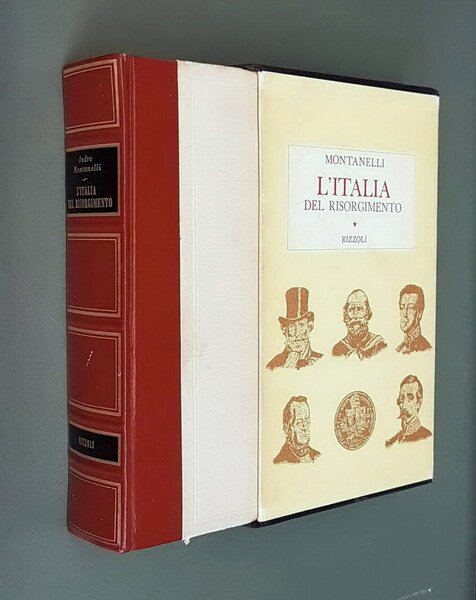 Indro
Montanelli
L'ITALIA
DEL RISORGIMENTO
RIZZOLI
MONTANELLI
L'ITALIA
DEL RISORGIMENTO
*
RIZZOLI